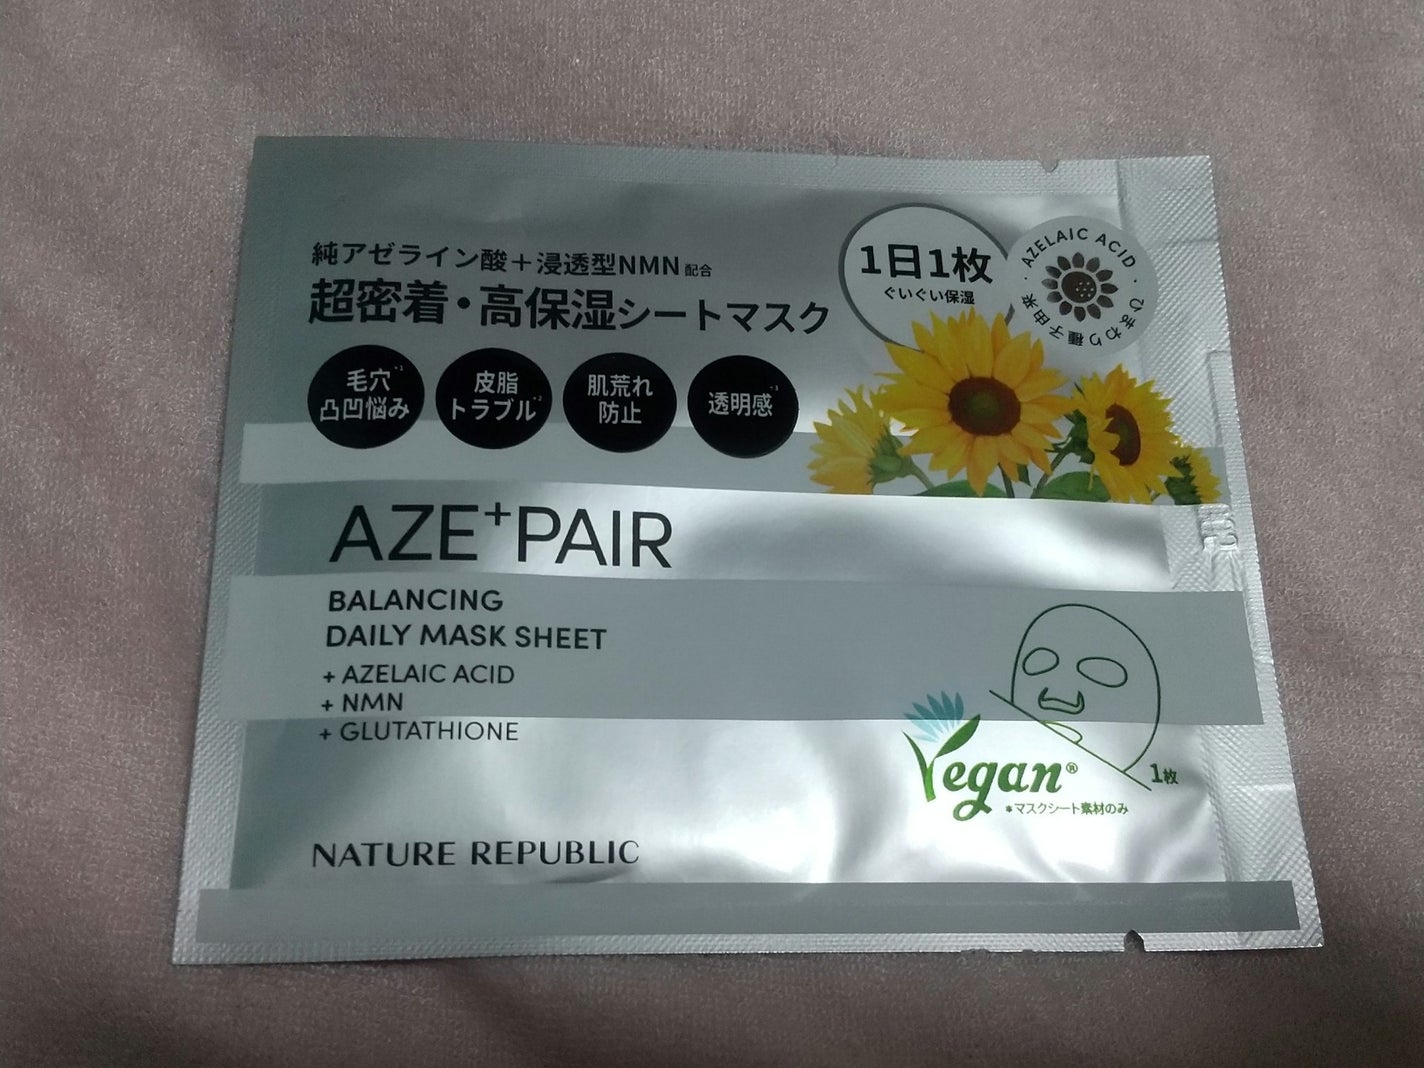 純アゼライン酸+浸透型NMN配合
超密着・高保湿シートマスク
1日1枚
ぐいぐい保湿
・AZELAIC ACID・
ひまわり種子由来
毛穴*1
凸凹悩み
皮脂
トラブル*2
肌荒れ
防止
透明感*3
AZE+PAIR
BALANCING
DAILY MASK SHEET
+ AZELAIC ACID
+ NMN
+ GLUTATHIONE
Vegan®
*マスクシート素材のみ
1枚
NATURE REPUBLIC